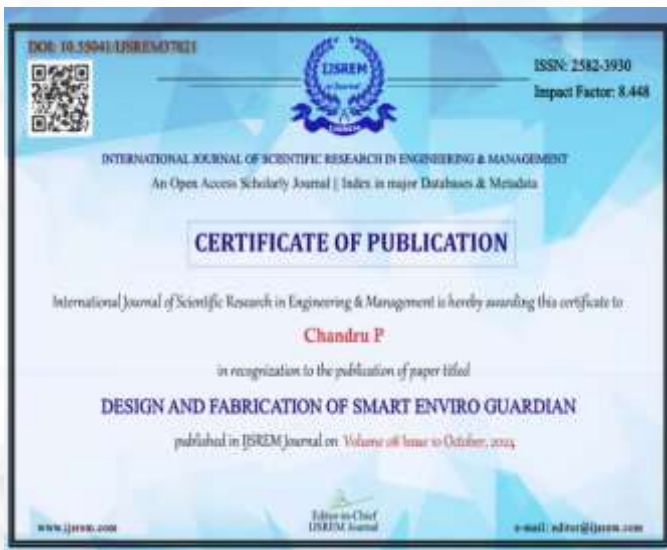 DOI: 10.55041/IJSREM37821
IJSREM
e-Journal
IJSREM
ISSN: 2582-3930
Impact Factor: 8.448
INTERNATIONAL JOURNAL OF SCIENTIFIC RESEARCH IN ENGINEERING & MANAGEMENT
An Open Access Scholarly Journal | Index in major Databases & Metadata
CERTIFICATE OF PUBLICATION
International Journal of Scientific Research in Engineering & Management is hereby awarding this certificate to
Chandru P
in recognization to the publication of paper titled
DESIGN AND FABRICATION OF SMART ENVIRO GUARDIAN
published in IJSREM Journal on Volume 08 Issue 10 October, 2024
Editor-in-Chief
IJSREM Journal
www.ijsrem.com
e-mail: editor@ijsrem.com